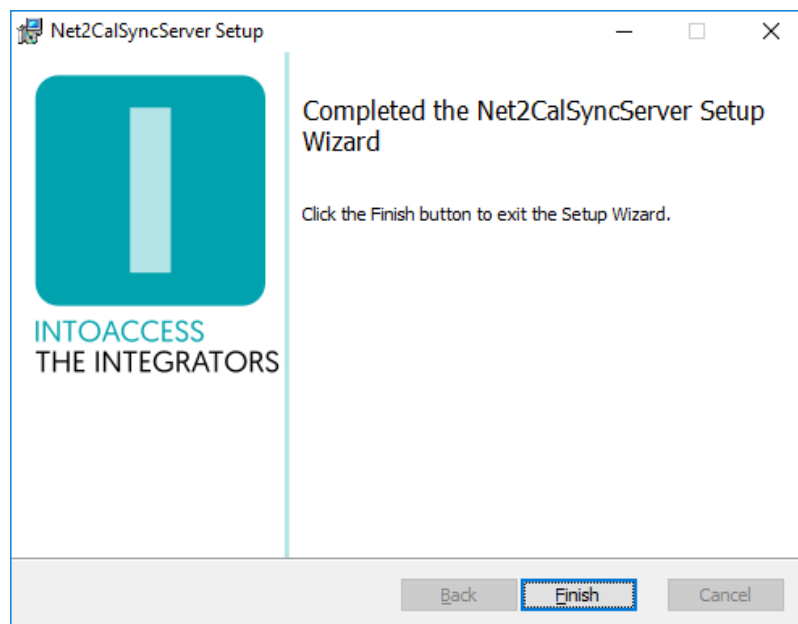 Net2CalSyncServer Setup
Completed the Net2CalSyncServer Setup
Wizard
Click the Finish button to exit the Setup Wizard.
INTOACCESS
THE INTEGRATORS
Back
Finish
Cancel